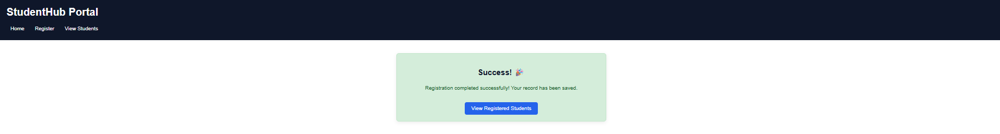 StudentHub Portal
Home Register View Students
Success! 🎉
Registration completed successfully! Your record has been saved.
View Registered Students